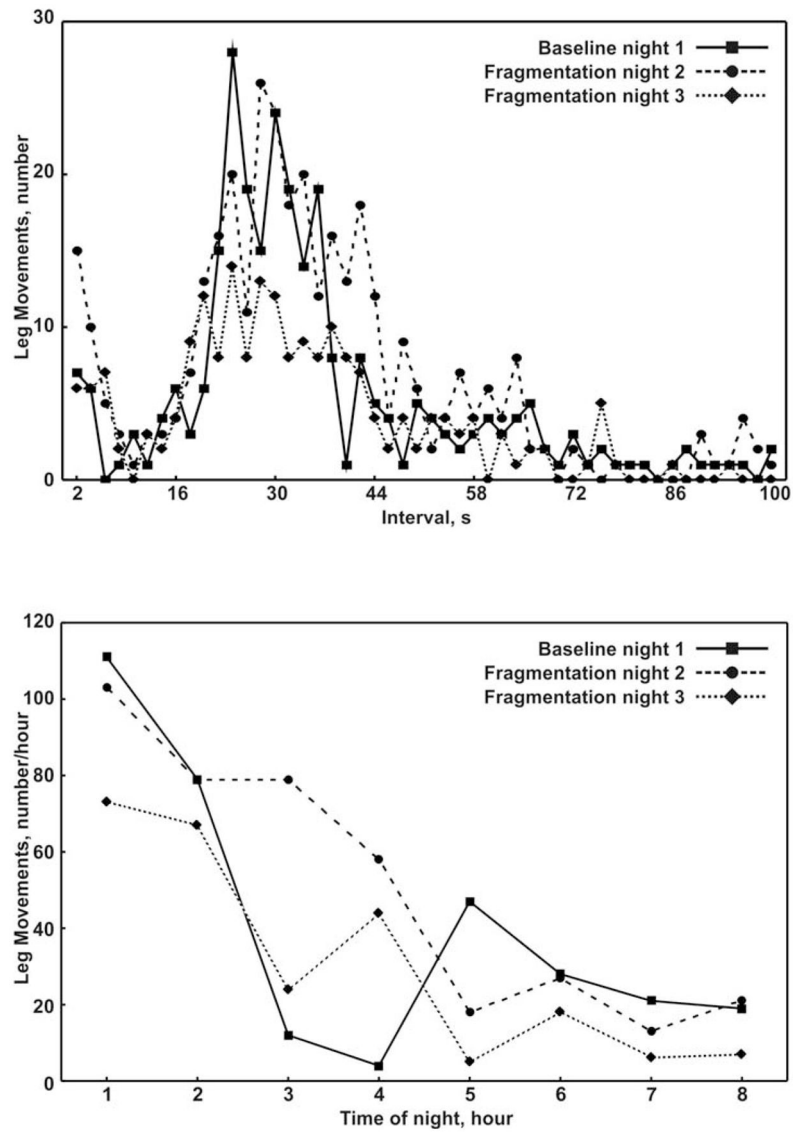 30
20
10
0
Leg Movements, number
Baseline night 1
Fragmentation night 2
Fragmentation night 3
2 16 30 44 58 72 86 100
Interval, s
120
100
80
60
40
20
0
Leg Movements, number/hour
Baseline night 1
Fragmentation night 2
Fragmentation night 3
1 2 3 4 5 6 7 8
Time of night, hour